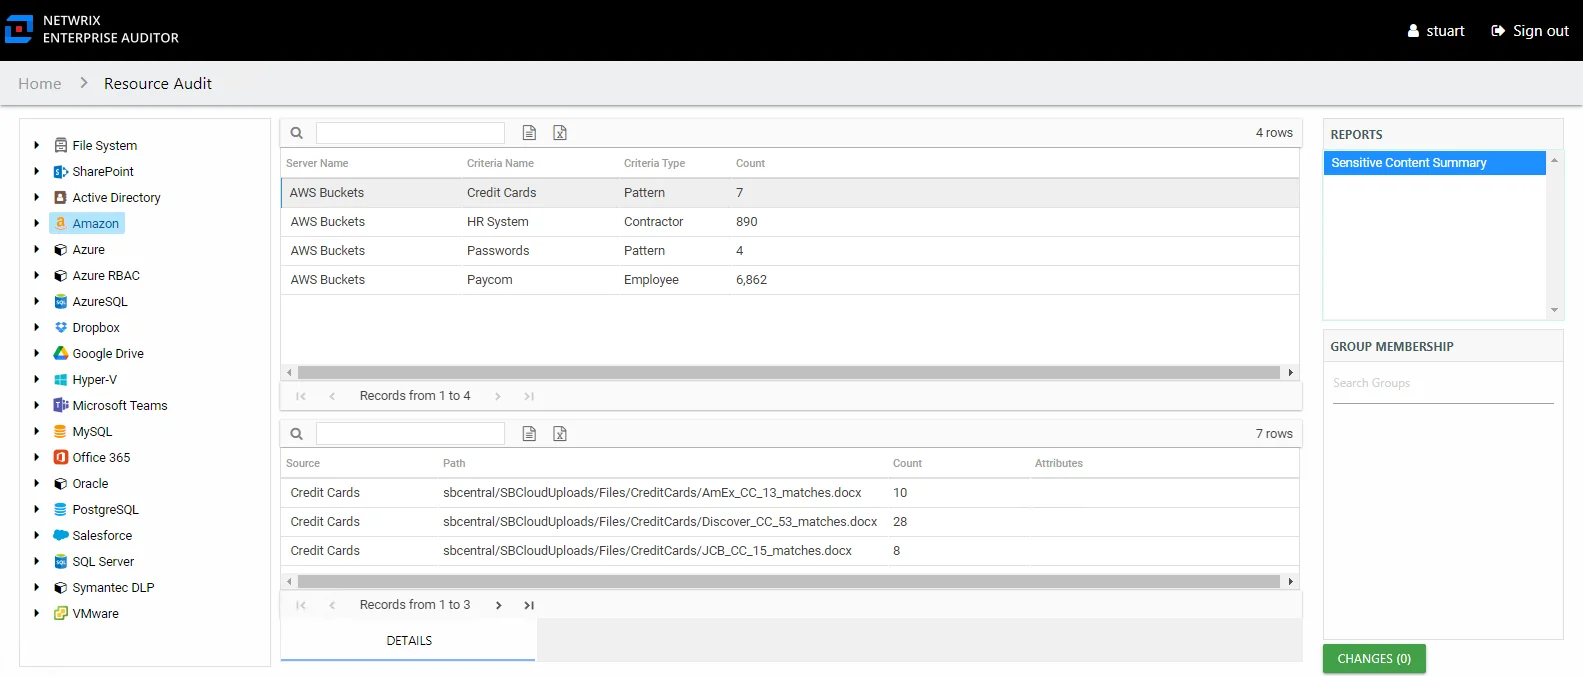 NETWRIX
ENTERPRISE AUDITOR
stuart
Sign out
Home > Resource Audit
File System
SharePoint
Active Directory
Amazon
Azure
Azure RBAC
AzureSQL
Dropbox
Google Drive
Hyper-V
Microsoft Teams
MySQL
Office 365
Oracle
PostgreSQL
Salesforce
SQL Server
Symantec DLP
VMware
4 rows
Server Name Criteria Name Criteria Type Count
AWS Buckets Credit Cards Pattern 7
AWS Buckets HR System Contractor 890
AWS Buckets Passwords Pattern 4
AWS Buckets Paycom Employee 6,862
Records from 1 to 4
7 rows
Source Path Count Attributes
Credit Cards sbcentral/SBCloudUploads/Files/CreditCards/AmEx_CC_13_matches.docx 10
Credit Cards sbcentral/SBCloudUploads/Files/CreditCards/Discover_CC_53_matches.docx 28
Credit Cards sbcentral/SBCloudUploads/Files/CreditCards/JCB_CC_15_matches.docx 8
Records from 1 to 3
DETAILS
REPORTS
Sensitive Content Summary
GROUP MEMBERSHIP
Search Groups
CHANGES (0)